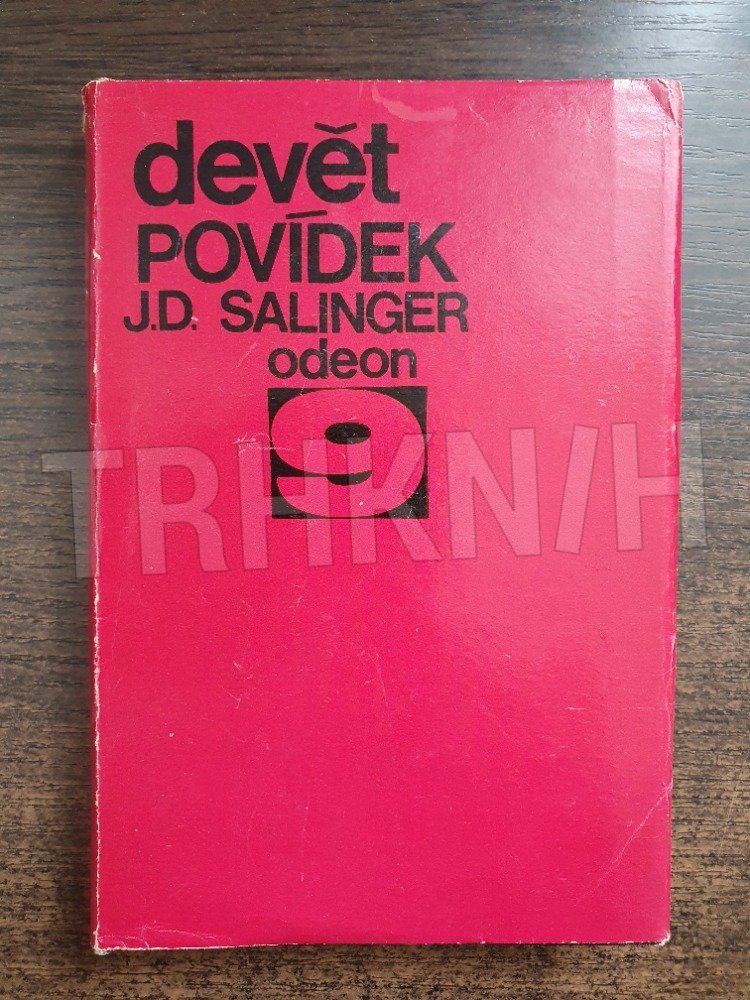 devět
POVÍDEK
J.D. SALINGER
odeon
9
TRHKNIH